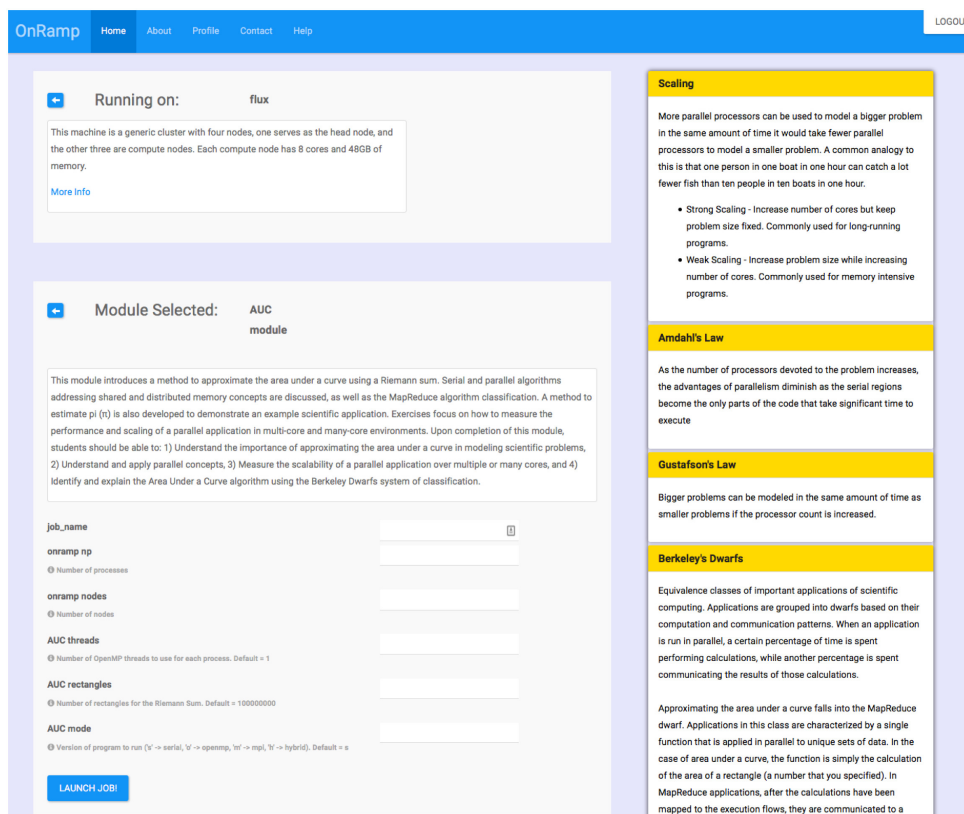 OnRamp Home About Profile Contact Help LOGOU
Running on: flux
This machine is a generic cluster with four nodes, one serves as the head node, and
the other three are compute nodes. Each compute node has 8 cores and 48GB of
memory.
More Info
Module Selected: AUC
module
This module introduces a method to approximate the area under a curve using a Riemann sum. Serial and parallel algorithms
addressing shared and distributed memory concepts are discussed, as well as the MapReduce algorithm classification. A method to
estimate pi (π) is also developed to demonstrate an example scientific application. Exercises focus on how to measure the
performance and scaling of a parallel application in multi-core and many-core environments. Upon completion of this module,
students should be able to: 1) Understand the importance of approximating the area under a curve in modeling scientific problems,
2) Understand and apply parallel concepts, 3) Measure the scalability of a parallel application over multiple or many cores, and 4)
Identify and explain the Area Under a Curve algorithm using the Berkeley Dwarfs system of classification.
job_name
onramp np
Number of processes
onramp nodes
Number of nodes
AUC threads
Number of OpenMP threads to use for each process. Default = 1
AUC rectangles
Number of rectangles for the Riemann Sum. Default = 100000000
AUC mode
Version of program to run ('s' -> serial, 'o' -> openmp, 'm' -> mpi, 'h' -> hybrid). Default = s
LAUNCH JOB!
Scaling
More parallel processors can be used to model a bigger problem
in the same amount of time it would take fewer parallel
processors to model a smaller problem. A common analogy to
this is that one person in one boat in one hour can catch a lot
fewer fish than ten people in ten boats in one hour.
• Strong Scaling - Increase number of cores but keep
problem size fixed. Commonly used for long-running
programs.
• Weak Scaling - Increase problem size while increasing
number of cores. Commonly used for memory intensive
programs.
Amdahl's Law
As the number of processors devoted to the problem increases,
the advantages of parallelism diminish as the serial regions
become the only parts of the code that take significant time to
execute
Gustafson's Law
Bigger problems can be modeled in the same amount of time as
smaller problems if the processor count is increased.
Berkeley's Dwarfs
Equivalence classes of important applications of scientific
computing. Applications are grouped into dwarfs based on their
computation and communication patterns. When an application
is run in parallel, a certain percentage of time is spent
performing calculations, while another percentage is spent
communicating the results of those calculations.
Approximating the area under a curve falls into the MapReduce
dwarf. Applications in this class are characterized by a single
function that is applied in parallel to unique sets of data. In the
case of area under a curve, the function is simply the calculation
of the area of a rectangle (a number that you specified). In
MapReduce applications, after the calculations have been
mapped to the execution flows, they are communicated to a